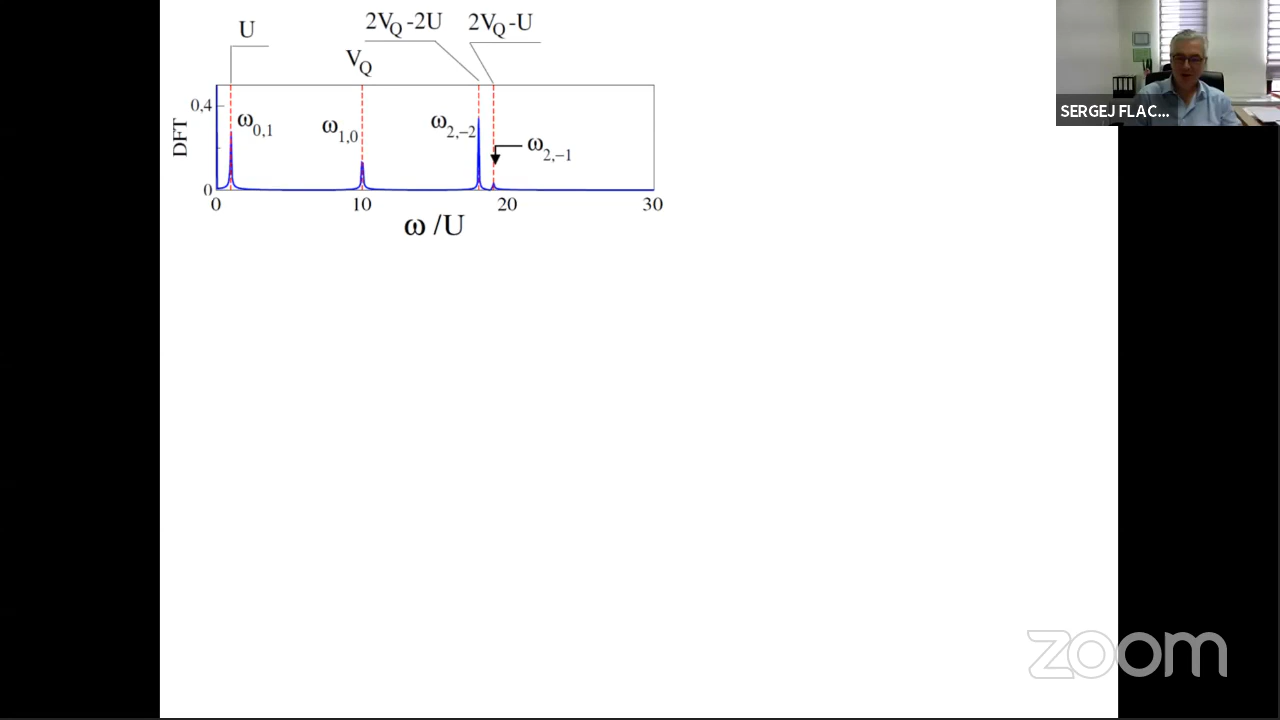 U
V_Q
2V_Q -2U
2V_Q -U
SERGEJ FLAC...
DFT
0,4
0
ω_0,1
ω_1,0
ω_2,−2
ω_2,−1
0
10
20
30
ω /U
zoom